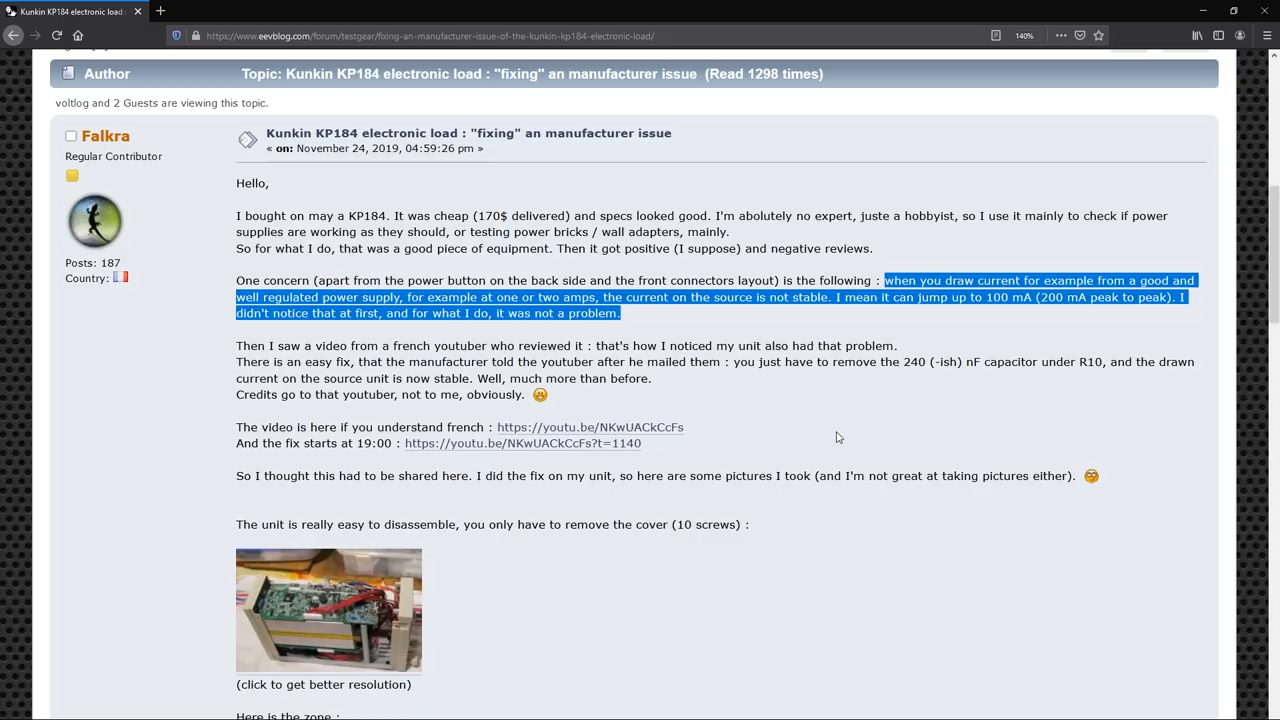 Kunkin KP184 electronic load :
https://www.eevblog.com/forum/testgear/fixing-an-manufacturer-issue-of-the-kunkin-kp184-electronic-load/
140%
Author
Topic: Kunkin KP184 electronic load : "fixing" an manufacturer issue (Read 1298 times)
voltlog and 2 Guests are viewing this topic.
Falkra
Regular Contributor
Posts: 187
Country:
Kunkin KP184 electronic load : "fixing" an manufacturer issue
« on: November 24, 2019, 04:59:26 pm »
Hello,
I bought on may a KP184. It was cheap (170$ delivered) and specs looked good. I'm abolutely no expert, juste a hobbyist, so I use it mainly to check if power
supplies are working as they should, or testing power bricks / wall adapters, mainly.
So for what I do, that was a good piece of equipment. Then it got positive (I suppose) and negative reviews.
One concern (apart from the power button on the back side and the front connectors layout) is the following : when you draw current for example from a good and
well regulated power supply, for example at one or two amps, the current on the source is not stable. I mean it can jump up to 100 mA (200 mA peak to peak). I
didn't notice that at first, and for what I do, it was not a problem.
Then I saw a video from a french youtuber who reviewed it : that's how I noticed my unit also had that problem.
There is an easy fix, that the manufacturer told the youtuber after he mailed them : you just have to remove the 240 (-ish) nF capacitor under R10, and the drawn
current on the source unit is now stable. Well, much more than before.
Credits go to that youtuber, not to me, obviously.
The video is here if you understand french : https://youtu.be/NKwUACkCcFs
And the fix starts at 19:00 : https://youtu.be/NKwUACkCcFs?t=1140
So I thought this had to be shared here. I did the fix on my unit, so here are some pictures I took (and I'm not great at taking pictures either).
The unit is really easy to disassemble, you only have to remove the cover (10 screws) :
(click to get better resolution)
Here is the zone :